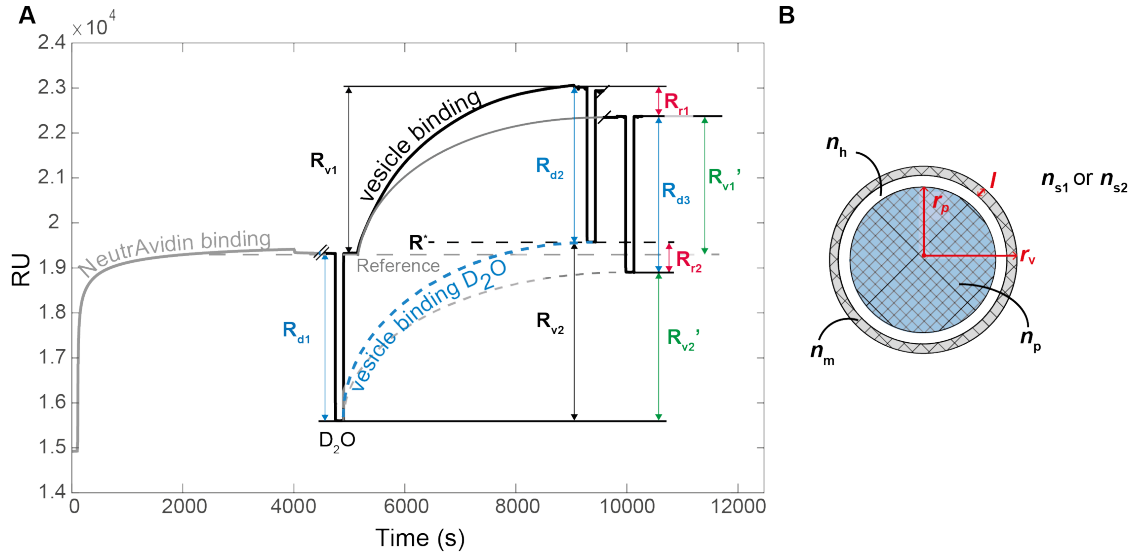 A
B
×10⁴
2.4
2.3
2.2
2.1
2
1.9
1.8
1.7
1.6
1.5
1.4
RU
0
2000
4000
6000
8000
10000
12000
Time (s)
NeutrAvidin binding
vesicle binding
Reference
vesicle binding D₂O
D₂O
R_d1
R_v1
R_d2
R*
R_v2
R_r1
R_d3
R_v1’
R_r2
R_v2’
n_h
l
n_s1 or n_s2
r_p
r_v
n_m
n_p